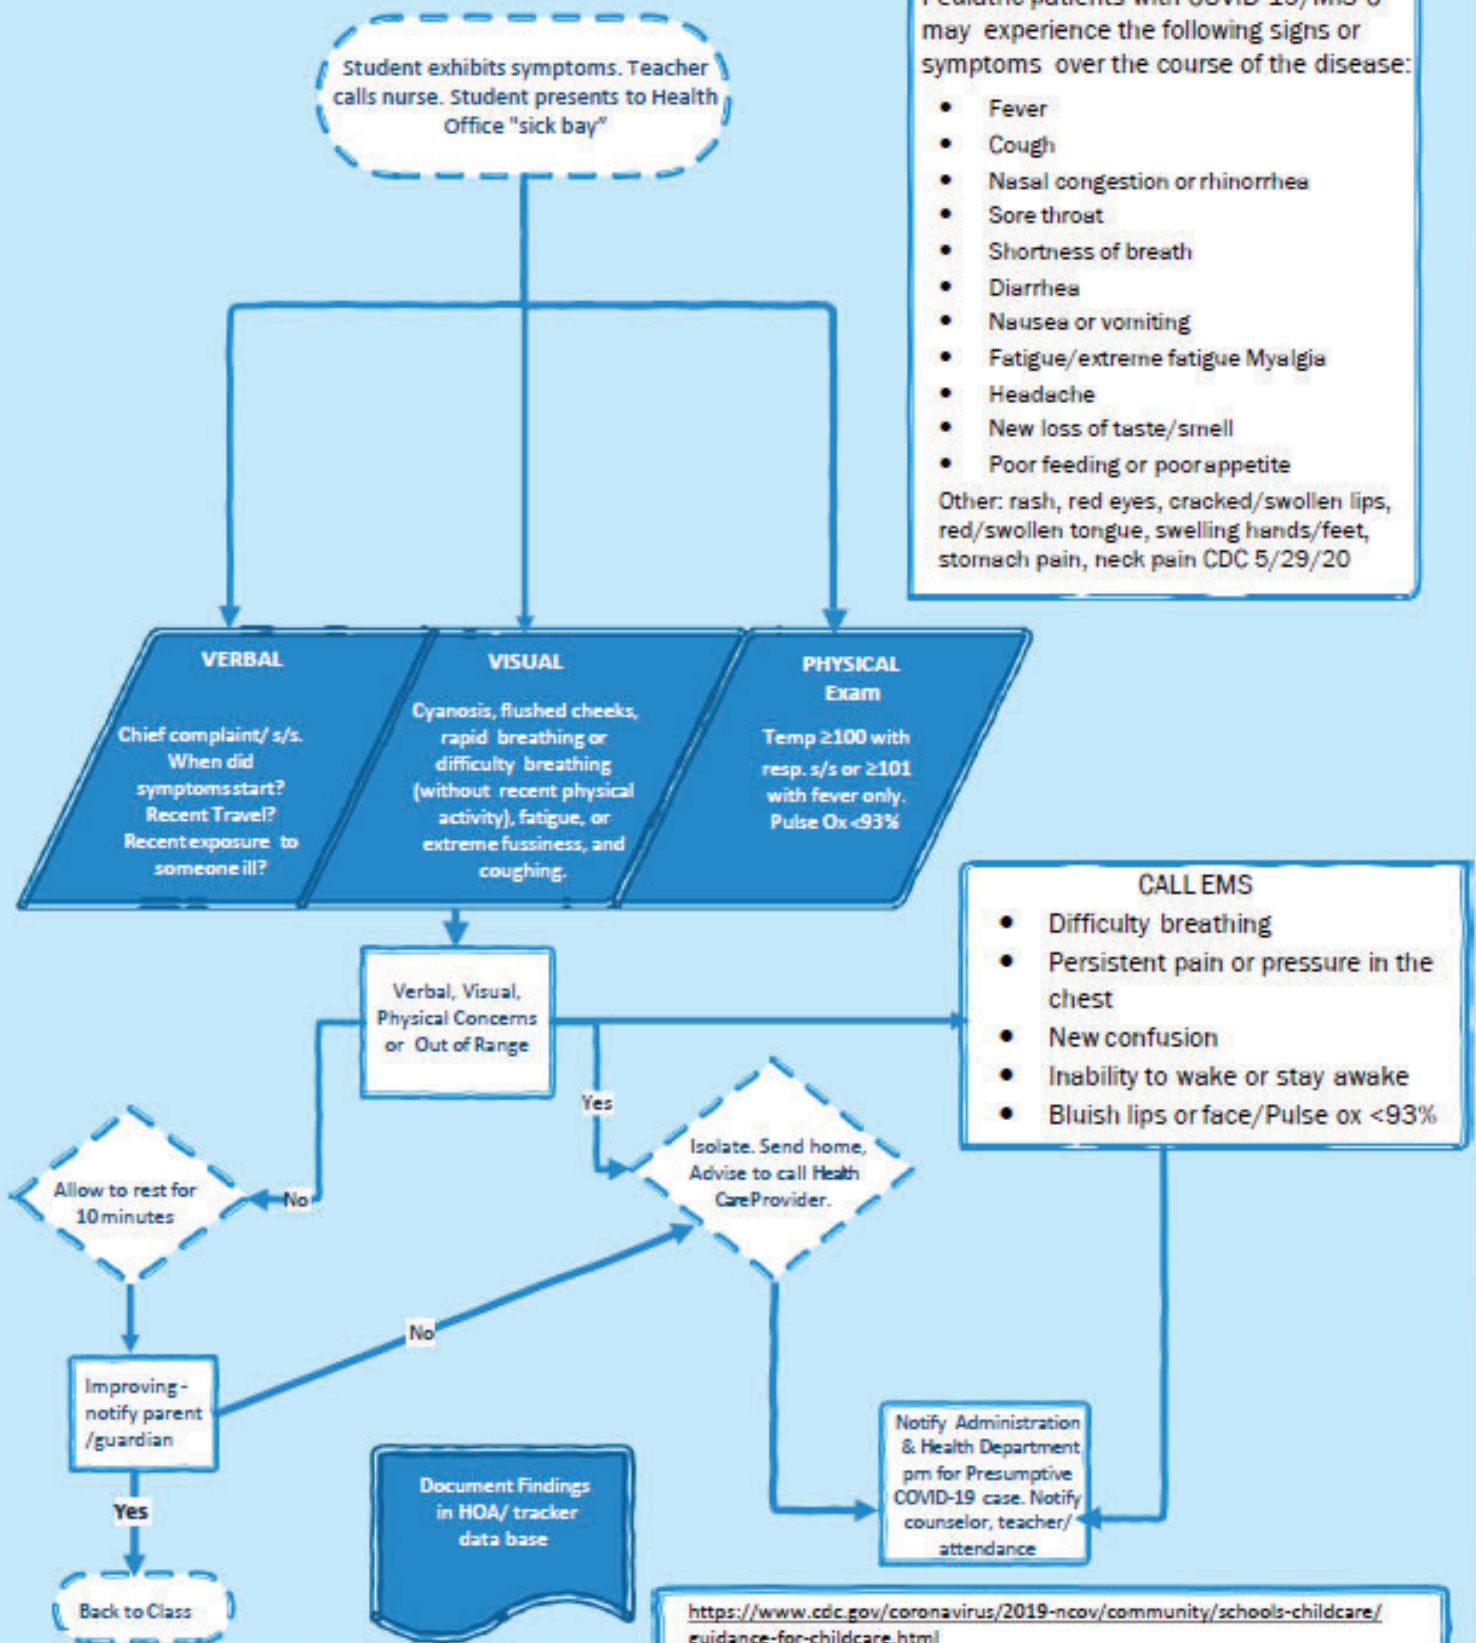 Pediatric patients with COVID-19/MIS-C
may experience the following signs or
symptoms over the course of the disease:
• Fever
• Cough
• Nasal congestion or rhinorrhea
• Sore throat
• Shortness of breath
• Diarrhea
• Nausea or vomiting
• Fatigue/extreme fatigue Myalgia
• Headache
• New loss of taste/smell
• Poor feeding or poor appetite
Other: rash, red eyes, cracked/swollen lips,
red/swollen tongue, swelling hands/feet,
stomach pain, neck pain CDC 5/29/20
Student exhibits symptoms. Teacher
calls nurse. Student presents to Health
Office "sick bay"
VERBAL
Chief complaint/ s/s.
When did
symptoms start?
Recent Travel?
Recent exposure to
someone ill?
VISUAL
Cyanosis, flushed cheeks,
rapid breathing or
difficulty breathing
(without recent physical
activity), fatigue, or
extreme fussiness, and
coughing.
PHYSICAL
Exam
Temp ≥100 with
resp. s/s or ≥101
with fever only.
Pulse Ox <93%
Verbal, Visual,
Physical Concerns
or Out of Range
CALL EMS
• Difficulty breathing
• Persistent pain or pressure in the
chest
• New confusion
• Inability to wake or stay awake
• Bluish lips or face/Pulse ox <93%
Yes
Isolate. Send home,
Advise to call Health
Care Provider.
No
Allow to rest for
10 minutes
No
Improving-
notify parent
/guardian
Yes
Back to Class
Document Findings
in HOA/ tracker
data base
Notify Administration
& Health Department
prn for Presumptive
COVID-19 case. Notify
counselor, teacher/
attendance
https://www.cdc.gov/coronavirus/2019-ncov/community/schools-childcare/
guidance-for-childcare.html